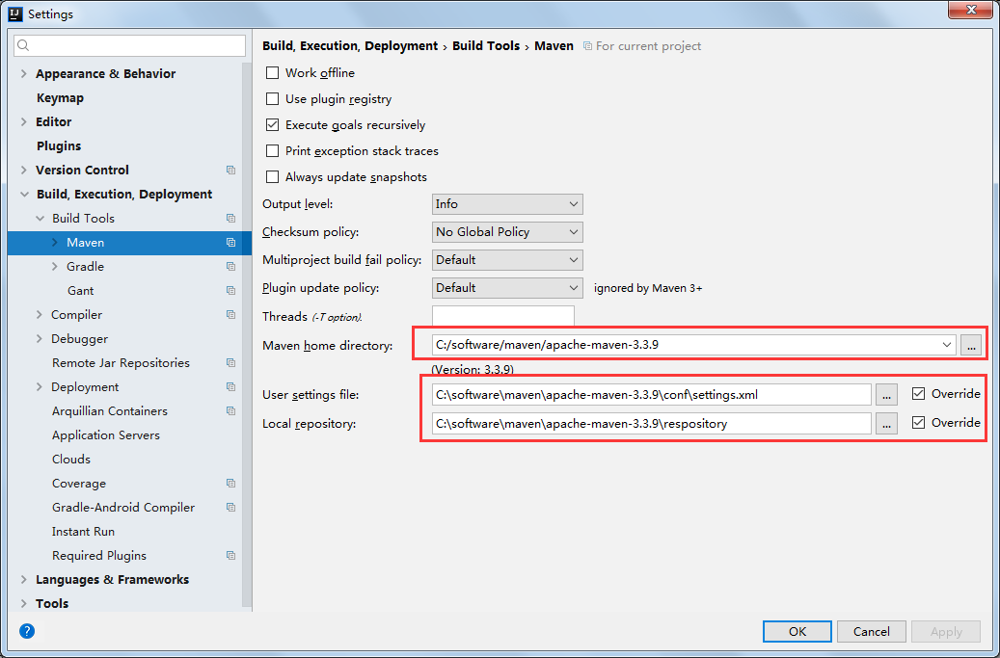 Settings
Appearance & Behavior
Keymap
Editor
Plugins
Version Control
Build, Execution, Deployment
Build Tools
Maven
Gradle
Gant
Compiler
Debugger
Remote Jar Repositories
Deployment
Arquillian Containers
Application Servers
Clouds
Coverage
Gradle-Android Compiler
Instant Run
Required Plugins
Languages & Frameworks
Tools
Build, Execution, Deployment › Build Tools › Maven For current project
Work offline
Use plugin registry
Execute goals recursively
Print exception stack traces
Always update snapshots
Output level: Info
Checksum policy: No Global Policy
Multiproject build fail policy: Default
Plugin update policy: Default ignored by Maven 3+
Threads (-T option).
Maven home directory: C:/software/maven/apache-maven-3.3.9 ...
(Version: 3.3.9)
User settings file: C:\software\maven\apache-maven-3.3.9\conf\settings.xml ... Override
Local repository: C:\software\maven\apache-maven-3.3.9\respository ... Override
? OK Cancel Apply